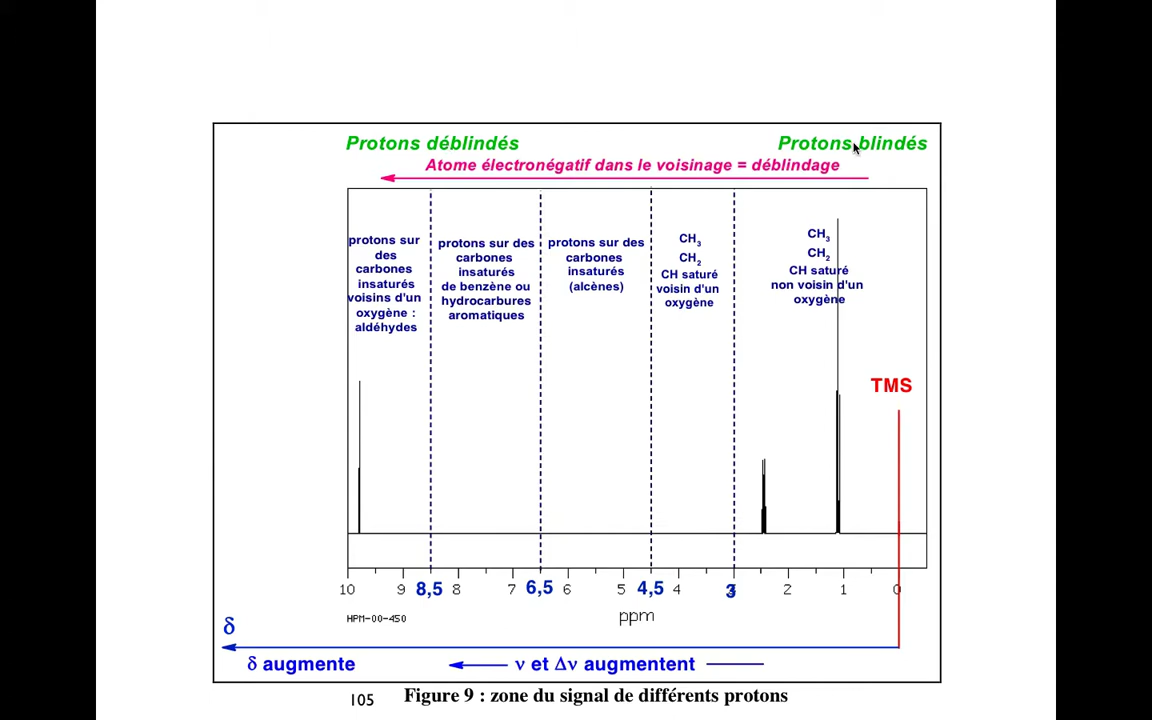 Protons déblindés
Protons blindés
Atome électronégatif dans le voisinage = déblindage
protons sur
des
carbones
insaturés
voisins d'un
oxygène :
aldéhydes
protons sur des
carbones
insaturés
de benzène ou
hydrocarbures
aromatiques
protons sur des
carbones
insaturés
(alcènes)
CH3
CH2
CH saturé
voisin d'un
oxygène
CH3
CH2
CH saturé
non voisin d'un
oxygène
TMS
10 9 8,5 8 7 6,5 6 5 4,5 4 3 2 1 0
HPM-00-450
ppm
δ
δ augmente
ν et Δν augmentent
105
Figure 9 : zone du signal de différents protons